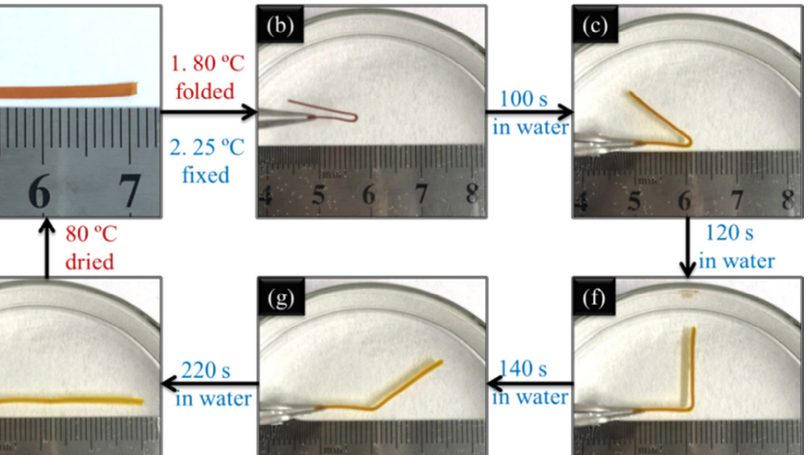 (b)
(c)
1. 80 ºC
folded
2. 25 ºC
fixed
100 s
in water
6 7
4 5 6 7 8
4 5 6 7 8
80 ºC
dried
120 s
in water
(g)
(f)
220 s
in water
140 s
in water